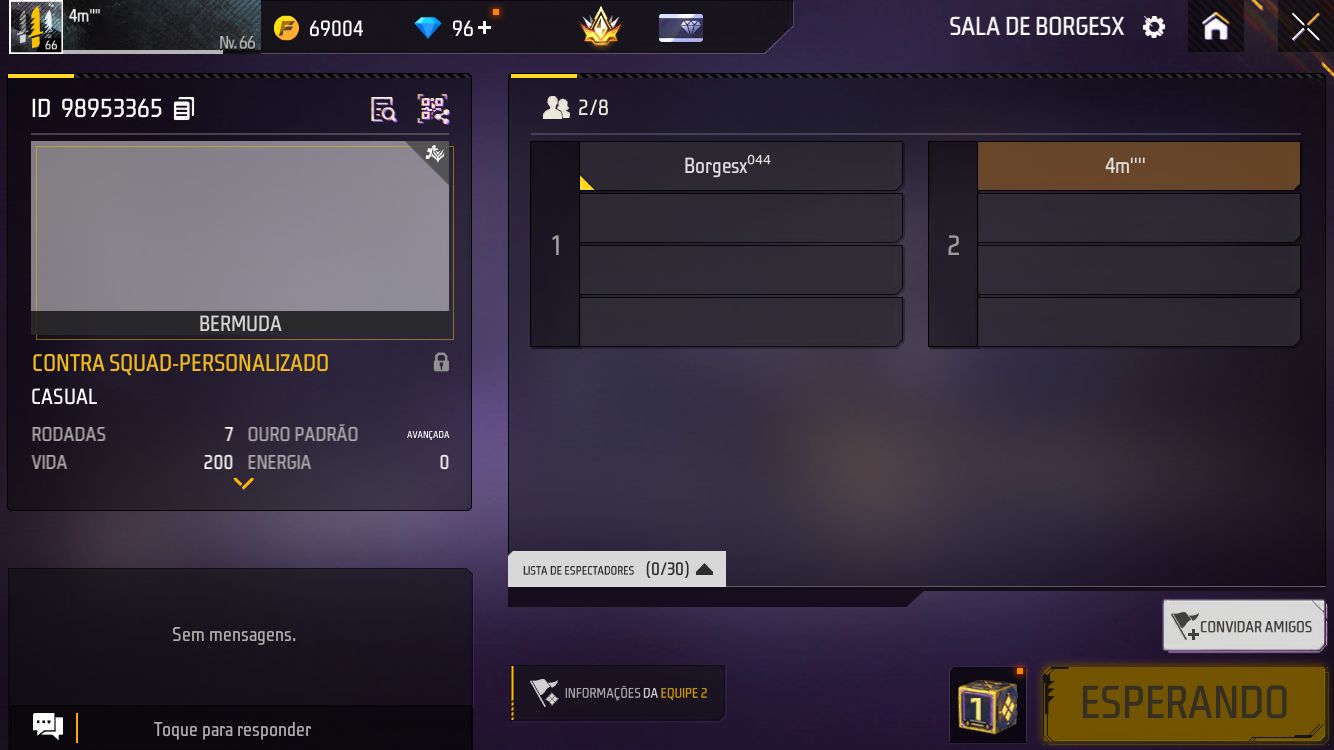 4m""
66
Nv. 66
69004
96+
SALA DE BORGESX
ID 98953365
2/8
BERMUDA
CONTRA SQUAD-PERSONALIZADO
CASUAL
RODADAS 7 OURO PADRÃO AVANÇADA
VIDA 200 ENERGIA 0
1
Borgesx⁰⁴⁴
2
4m""
LISTA DE ESPECTADORES (0/30)
CONVIDAR AMIGOS
Sem mensagens.
INFORMAÇÕES DA EQUIPE 2
1
ESPERANDO
Toque para responder